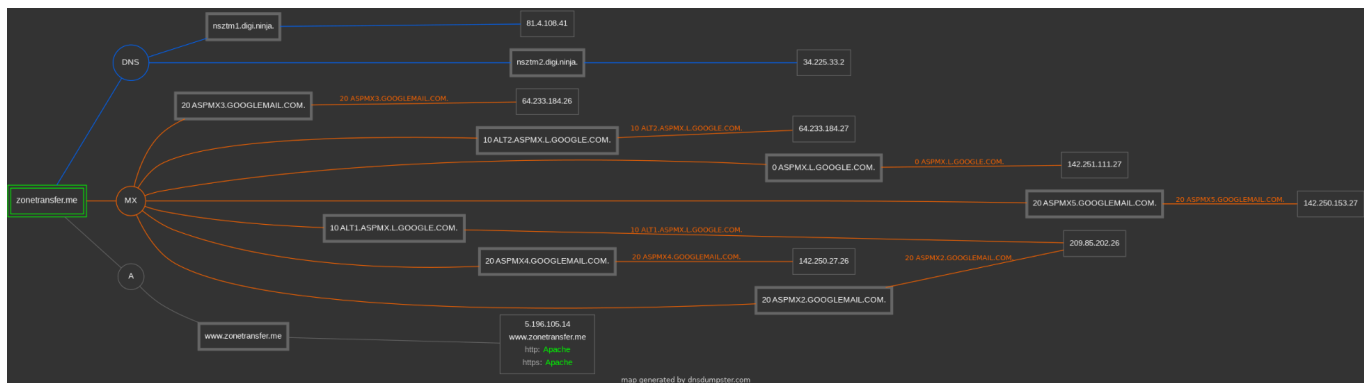 nsztm1.digi.ninja.
81.4.108.41
DNS
nsztm2.digi.ninja.
34.225.33.2
20 ASPMX3.GOOGLEMAIL.COM.
20 ASPMX3.GOOGLEMAIL.COM.
64.233.184.26
10 ALT2.ASPMX.L.GOOGLE.COM.
10 ALT2.ASPMX.L.GOOGLE.COM.
64.233.184.27
0 ASPMX.L.GOOGLE.COM.
0 ASPMX.L.GOOGLE.COM.
142.251.111.27
zonetransfer.me
MX
20 ASPMX5.GOOGLEMAIL.COM.
20 ASPMX5.GOOGLEMAIL.COM.
142.250.153.27
10 ALT1.ASPMX.L.GOOGLE.COM.
10 ALT1.ASPMX.L.GOOGLE.COM.
209.85.202.26
20 ASPMX4.GOOGLEMAIL.COM.
20 ASPMX4.GOOGLEMAIL.COM.
142.250.27.26
20 ASPMX2.GOOGLEMAIL.COM.
A
20 ASPMX2.GOOGLEMAIL.COM.
www.zonetransfer.me
5.196.105.14
www.zonetransfer.me
http: Apache
https: Apache
map generated by dnsdumpster.com